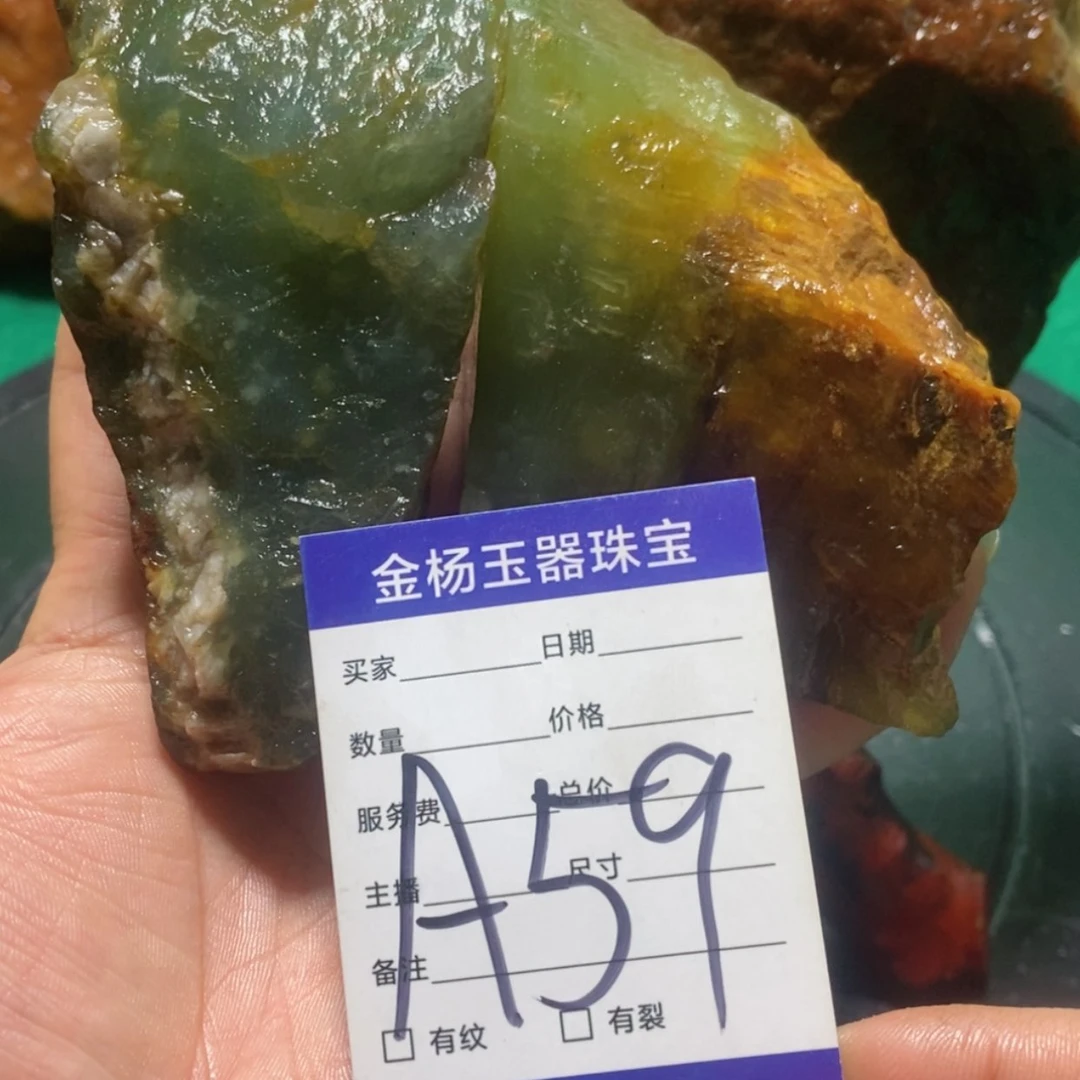 金杨玉器珠宝
买家 日期
数量 价格
服务费 总价
主播 尺寸
备注
A59
有纹 有裂